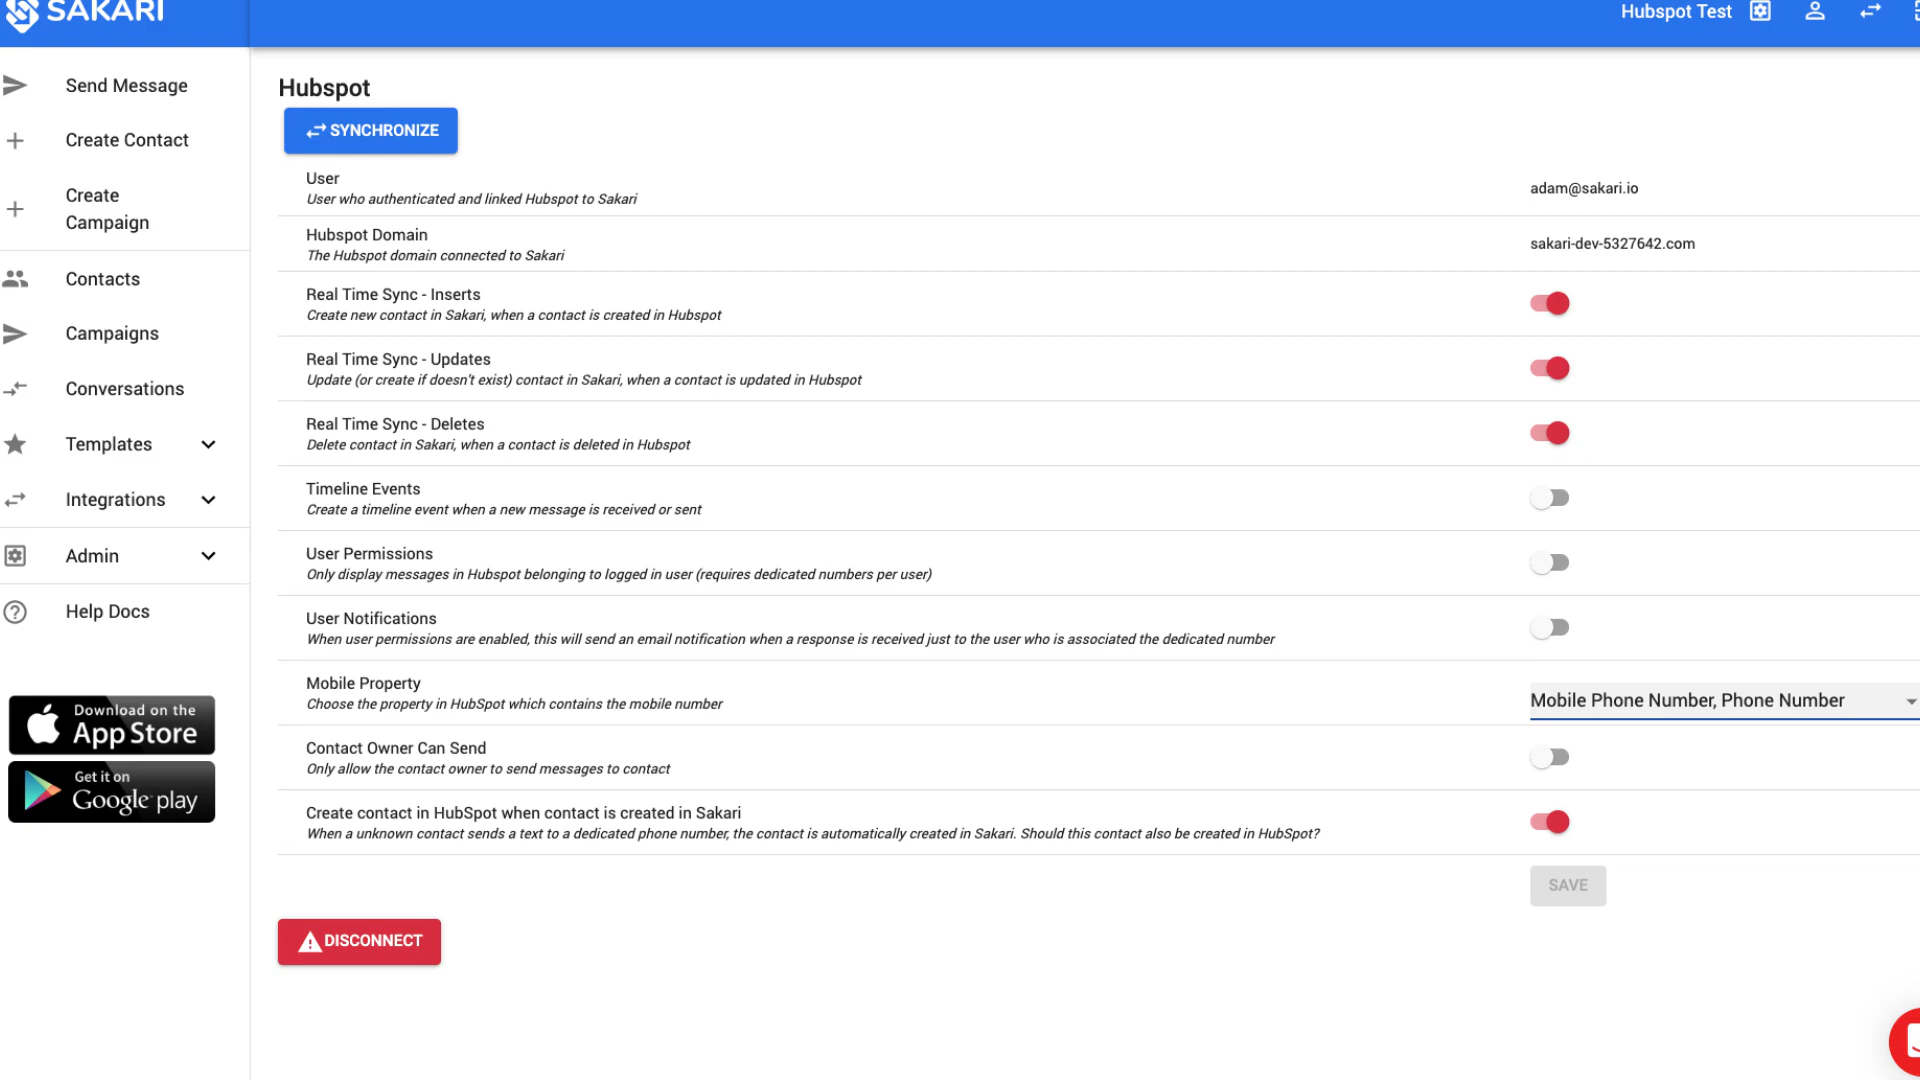 SAKARI
Hubspot Test
Send Message
Create Contact
Create
Campaign
Contacts
Campaigns
Conversations
Templates
Integrations
Admin
Help Docs
Download on the
App Store
Get it on
Google play
Hubspot
SYNCHRONIZE
User
User who authenticated and linked Hubspot to Sakari
adam@sakari.io
Hubspot Domain
The Hubspot domain connected to Sakari
sakari-dev-5327642.com
Real Time Sync - Inserts
Create new contact in Sakari, when a contact is created in Hubspot
Real Time Sync - Updates
Update (or create if doesn't exist) contact in Sakari, when a contact is updated in Hubspot
Real Time Sync - Deletes
Delete contact in Sakari, when a contact is deleted in Hubspot
Timeline Events
Create a timeline event when a new message is received or sent
User Permissions
Only display messages in Hubspot belonging to logged in user (requires dedicated numbers per user)
User Notifications
When user permissions are enabled, this will send an email notification when a response is received just to the user who is associated the dedicated number
Mobile Property
Choose the property in HubSpot which contains the mobile number
Mobile Phone Number, Phone Number
Contact Owner Can Send
Only allow the contact owner to send messages to contact
Create contact in HubSpot when contact is created in Sakari
When a unknown contact sends a text to a dedicated phone number, the contact is automatically created in Sakari. Should this contact also be created in HubSpot?
SAVE
DISCONNECT